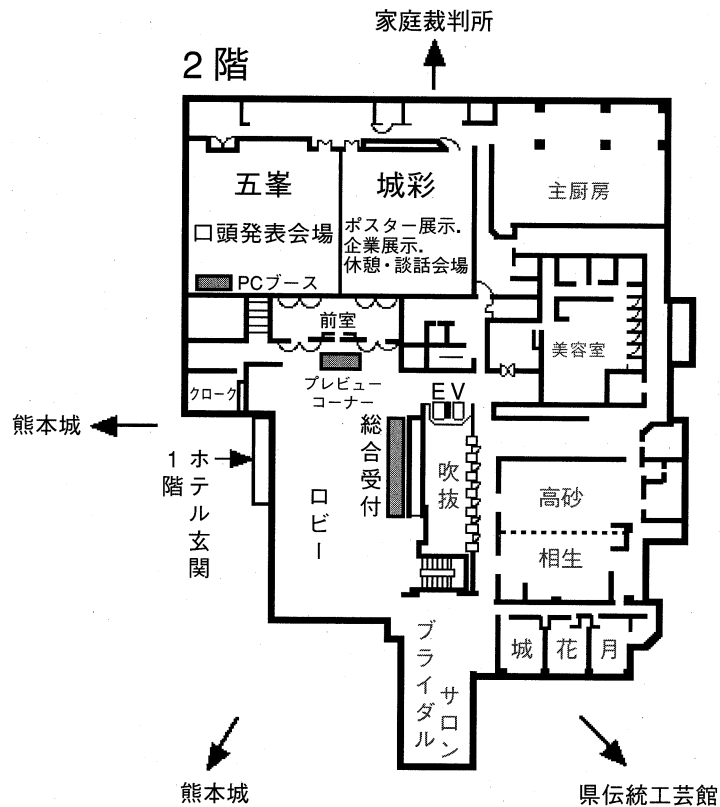 家庭裁判所
2階
五峯
口頭発表会場
PCブース
城彩
ポスター展示.
企業展示.
休憩・談話会場
主厨房
前室
美容室
プレビュー
コーナー
クローク
EV
熊本城
総合受付
吹抜
1階
ホテル玄関
ロビー
高砂
相生
城
花
月
ブライダル
サロン
熊本城
県伝統工芸館